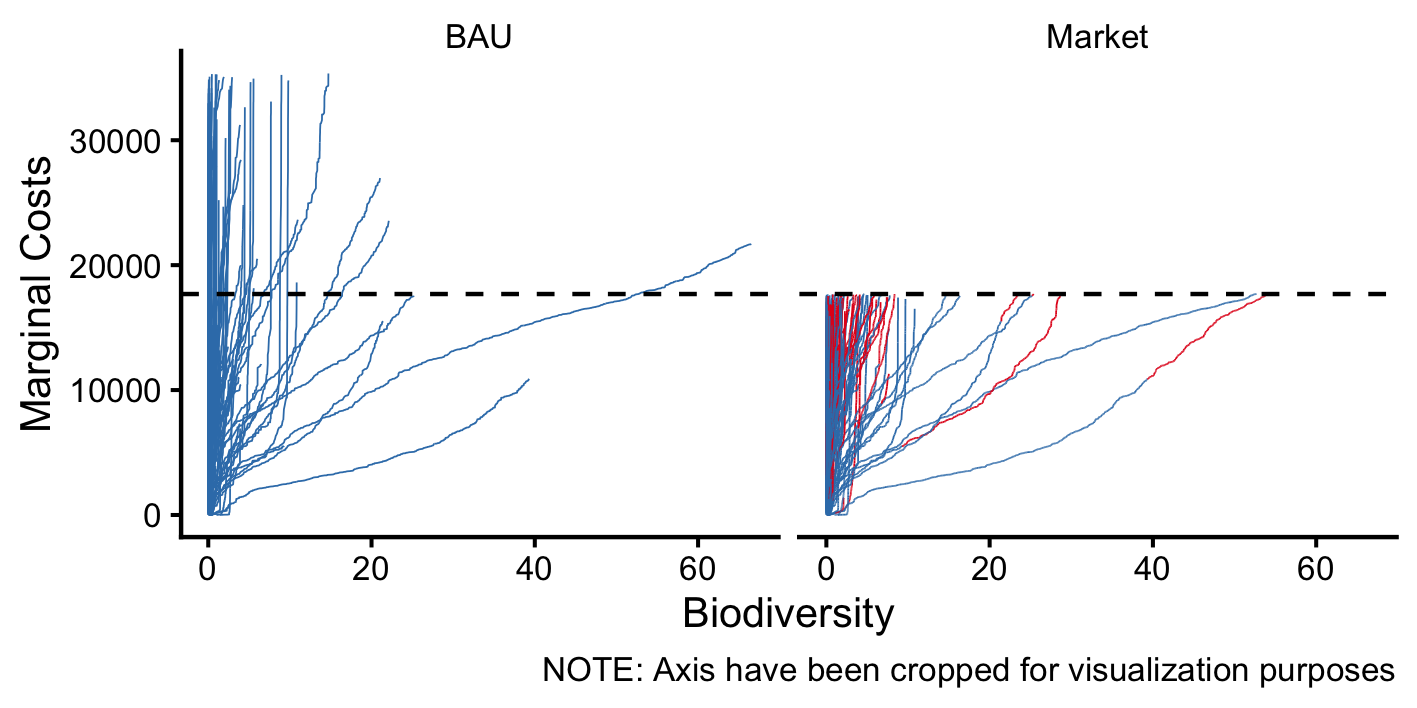 BAU
Market
Marginal Costs
30000
20000
10000
0
0 20 40 60
0 20 40 60
Biodiversity
NOTE: Axis have been cropped for visualization purposes